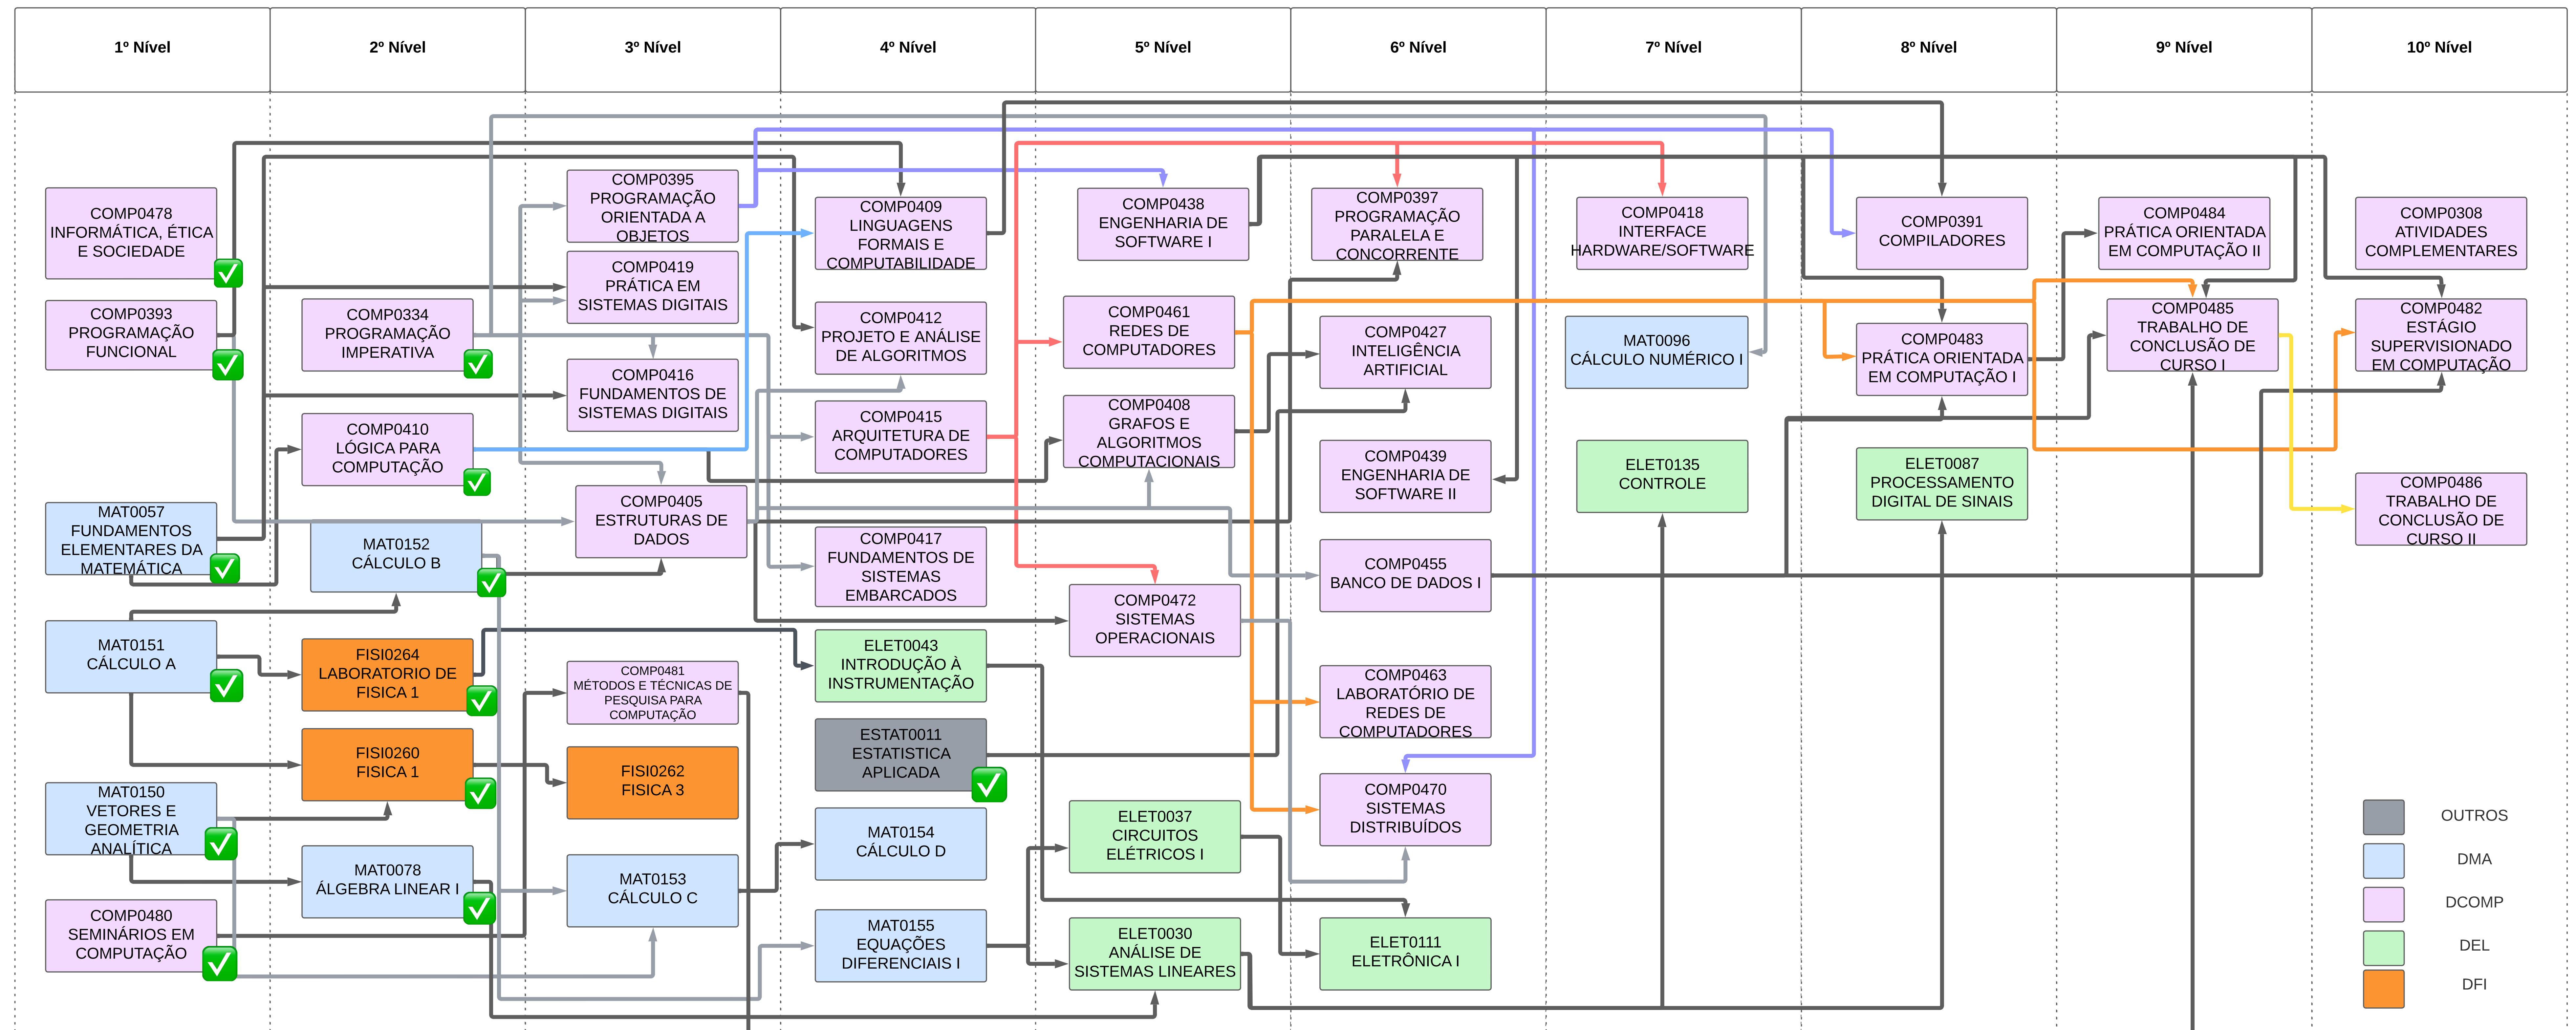 1º Nível
2º Nível
3º Nível
4º Nível
5º Nível
6º Nível
7º Nível
8º Nível
9º Nível
10º Nível
COMP0478
INFORMÁTICA, ÉTICA
E SOCIEDADE
COMP0393
PROGRAMAÇÃO
FUNCIONAL
MAT0057
FUNDAMENTOS
ELEMENTARES DA
MATEMÁTICA
MAT0151
CÁLCULO A
MAT0150
VETORES E
GEOMETRIA
ANALÍTICA
COMP0480
SEMINÁRIOS EM
COMPUTAÇÃO
COMP0334
PROGRAMAÇÃO
IMPERATIVA
COMP0410
LÓGICA PARA
COMPUTAÇÃO
MAT0152
CÁLCULO B
FISI0264
LABORATORIO DE
FISICA 1
FISI0260
FISICA 1
MAT0078
ÁLGEBRA LINEAR I
COMP0395
PROGRAMAÇÃO
ORIENTADA A
OBJETOS
COMP0419
PRÁTICA EM
SISTEMAS DIGITAIS
COMP0416
FUNDAMENTOS DE
SISTEMAS DIGITAIS
COMP0405
ESTRUTURAS DE
DADOS
COMP0481
MÉTODOS E TÉCNICAS DE
PESQUISA PARA
COMPUTAÇÃO
FISI0262
FISICA 3
MAT0153
CÁLCULO C
COMP0409
LINGUAGENS
FORMAIS E
COMPUTABILIDADE
COMP0412
PROJETO E ANÁLISE
DE ALGORITMOS
COMP0415
ARQUITETURA DE
COMPUTADORES
COMP0417
FUNDAMENTOS DE
SISTEMAS
EMBARCADOS
ELET0043
INTRODUÇÃO À
INSTRUMENTAÇÃO
ESTAT0011
ESTATISTICA
APLICADA
MAT0154
CÁLCULO D
MAT0155
EQUAÇÕES
DIFERENCIAIS I
COMP0438
ENGENHARIA DE
SOFTWARE I
COMP0461
REDES DE
COMPUTADORES
COMP0408
GRAFOS E
ALGORITMOS
COMPUTACIONAIS
COMP0472
SISTEMAS
OPERACIONAIS
ELET0037
CIRCUITOS
ELÉTRICOS I
ELET0030
ANÁLISE DE
SISTEMAS LINEARES
COMP0397
PROGRAMAÇÃO
PARALELA E
CONCORRENTE
COMP0427
INTELIGÊNCIA
ARTIFICIAL
COMP0439
ENGENHARIA DE
SOFTWARE II
COMP0455
BANCO DE DADOS I
COMP0463
LABORATÓRIO DE
REDES DE
COMPUTADORES
COMP0470
SISTEMAS
DISTRIBUÍDOS
ELET0111
ELETRÔNICA I
COMP0418
INTERFACE
HARDWARE/SOFTWARE
MAT0096
CÁLCULO NUMÉRICO I
ELET0135
CONTROLE
COMP0391
COMPILADORES
COMP0483
PRÁTICA ORIENTADA
EM COMPUTAÇÃO I
ELET0087
PROCESSAMENTO
DIGITAL DE SINAIS
COMP0484
PRÁTICA ORIENTADA
EM COMPUTAÇÃO II
COMP0485
TRABALHO DE
CONCLUSÃO DE
CURSO I
COMP0308
ATIVIDADES
COMPLEMENTARES
COMP0482
ESTÁGIO
SUPERVISIONADO
EM COMPUTAÇÃO
COMP0486
TRABALHO DE
CONCLUSÃO DE
CURSO II
OUTROS
DMA
DCOMP
DEL
DFI